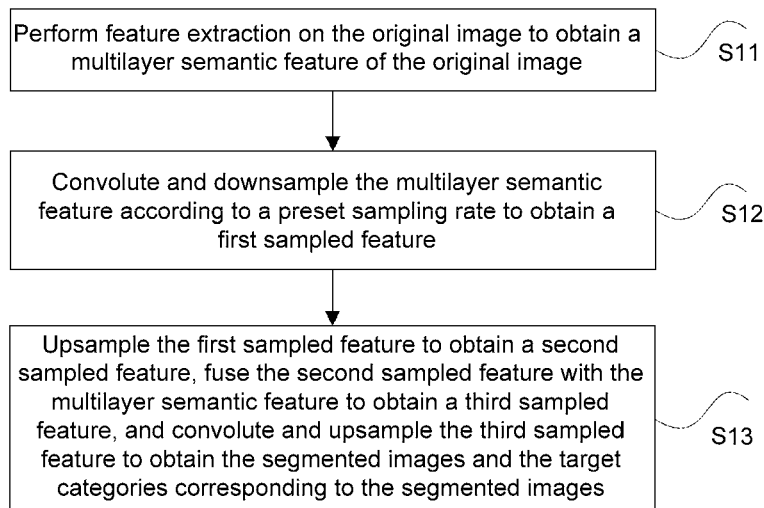 Perform feature extraction on the original image to obtain a
multilayer semantic feature of the original image
S11
Convolute and downsample the multilayer semantic
feature according to a preset sampling rate to obtain a
first sampled feature
S12
Upsample the first sampled feature to obtain a second
sampled feature, fuse the second sampled feature with the
multilayer semantic feature to obtain a third sampled
feature, and convolute and upsample the third sampled
feature to obtain the segmented images and the target
categories corresponding to the segmented images
S13